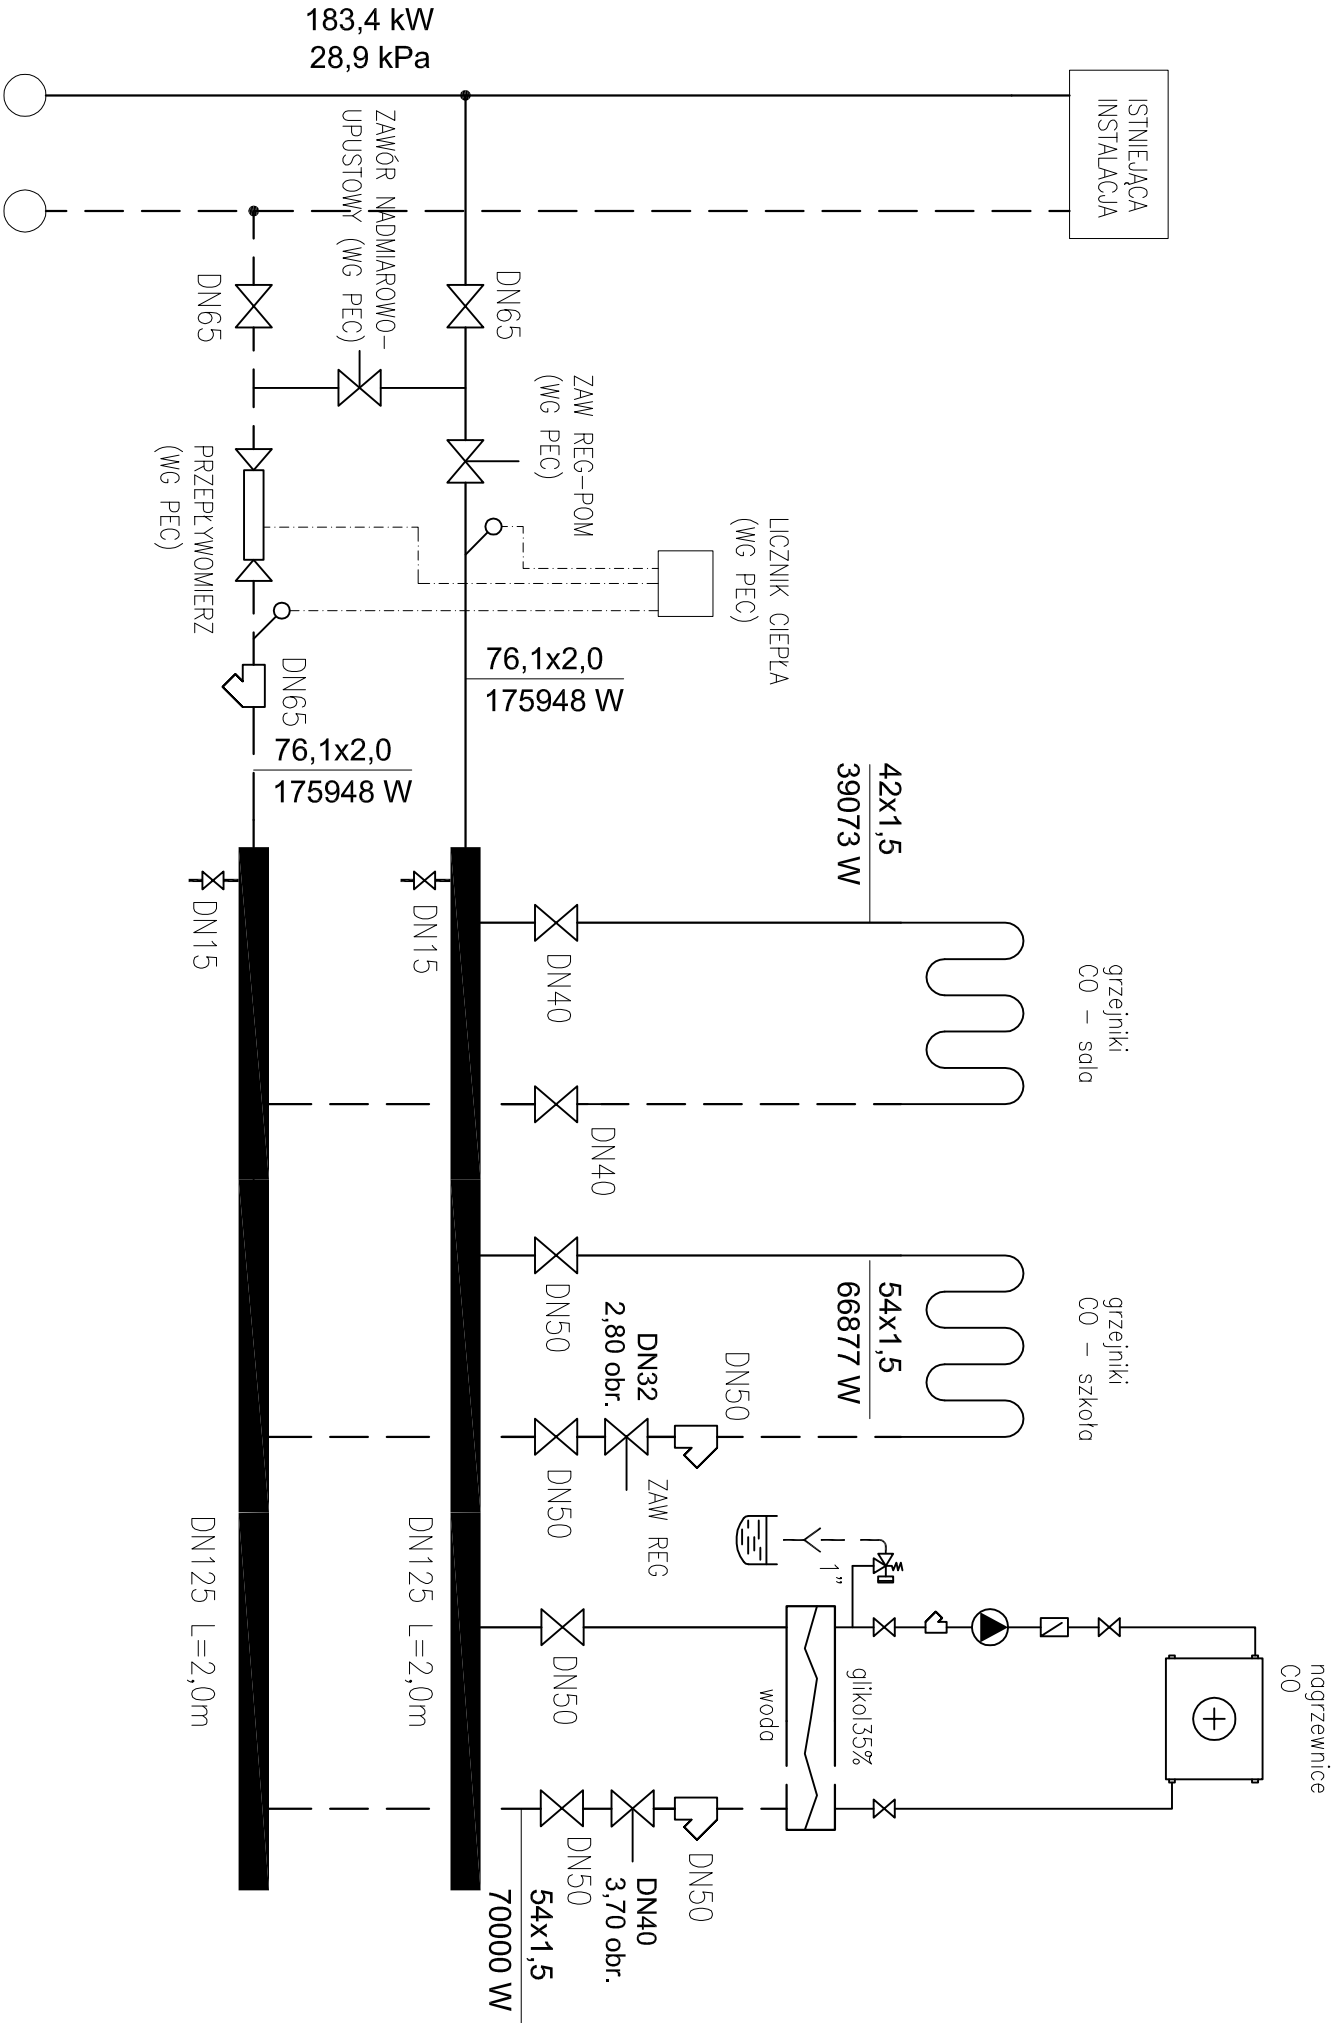 183,4 kW
28,9 kPa
ISTNIEJĄCA
INSTALACJA
ZAWÓR NADMIAROWO-
UPUSTOWY (WG PEC)
DN65
DN65
ZAW REG-POM
(WG PEC)
PRZEPŁYWOMIERZ
(WG PEC)
LICZNIK CIEPŁA
(WG PEC)
DN65
76,1x2,0
175948 W
76,1x2,0
175948 W
42x1,5
39073 W
DN15
DN15
DN40
DN40
grzejniki
CO - sala
DN50
54x1,5
66877 W
grzejniki
CO - szkoła
DN32
2,80 obr.
DN50
DN50
ZAW REG
DN125 L=2,0m
DN125 L=2,0m
1"
DN50
glikol35%
woda
nagrzewnice
CO
DN50
DN40
3,70 obr.
DN50
54x1,5
70000 W